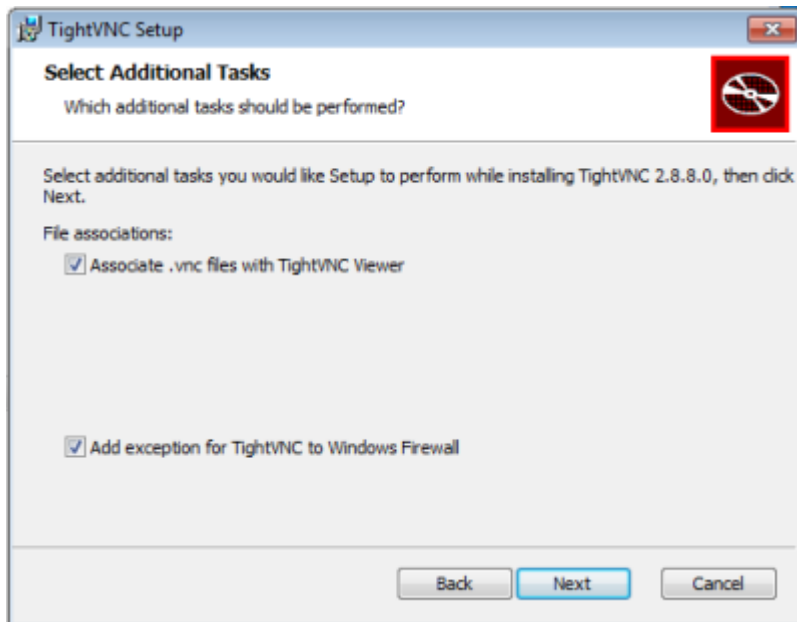 TightVNC Setup
Select Additional Tasks
Which additional tasks should be performed?
Select additional tasks you would like Setup to perform while installing TightVNC 2.8.8.0, then click
Next.
File associations:
Associate .vnc files with TightVNC Viewer
Add exception for TightVNC to Windows Firewall
Back Next Cancel